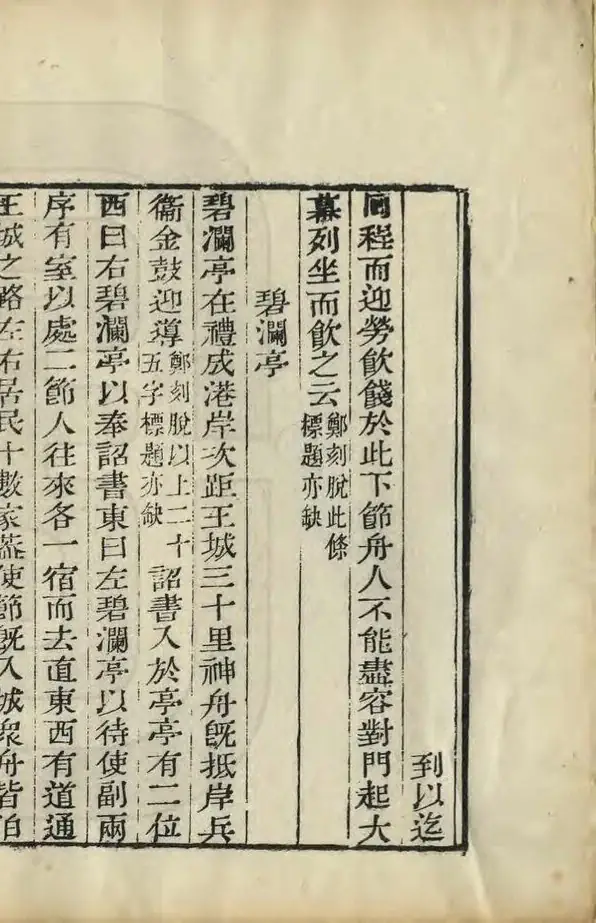 到以迄
囘程而迎勞飲餞於此下節舟人不能盡容對門起大
幕列坐而飲之云鄭刻脫此條標題亦缺
碧瀾亭
碧瀾亭在禮成港岸次距王城三十里神舟旣抵岸兵
衞金鼓迎導鄭刻脫以上二十五字標題亦缺詔書入於亭亭有二位
西曰右碧瀾亭以奉詔書東曰左碧瀾亭以待使副兩
序有室以處二節人往來各一宿而去直東西有道通
王城之路左右居民十數家蓋使節旣入城衆舟皆泊